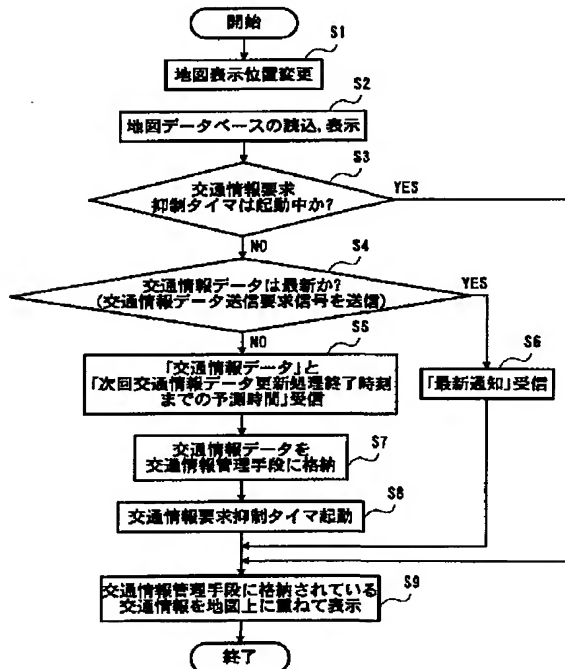 開始
S1
地図表示位置変更
S2
地図データベースの読込,表示
S3
交通情報要求
抑制タイマは起動中か?
YES
NO
S4
交通情報データは最新か?
(交通情報データ送信要求信号を送信)
YES
NO
S5
「交通情報データ」と
「次回交通情報データ更新処理終了時刻
までの予測時間」受信
S6
「最新通知」受信
交通情報データを
交通情報管理手段に格納
S7
交通情報要求抑制タイマ起動
S8
交通情報管理手段に格納されている
交通情報を地図上に重ねて表示
S9
終了